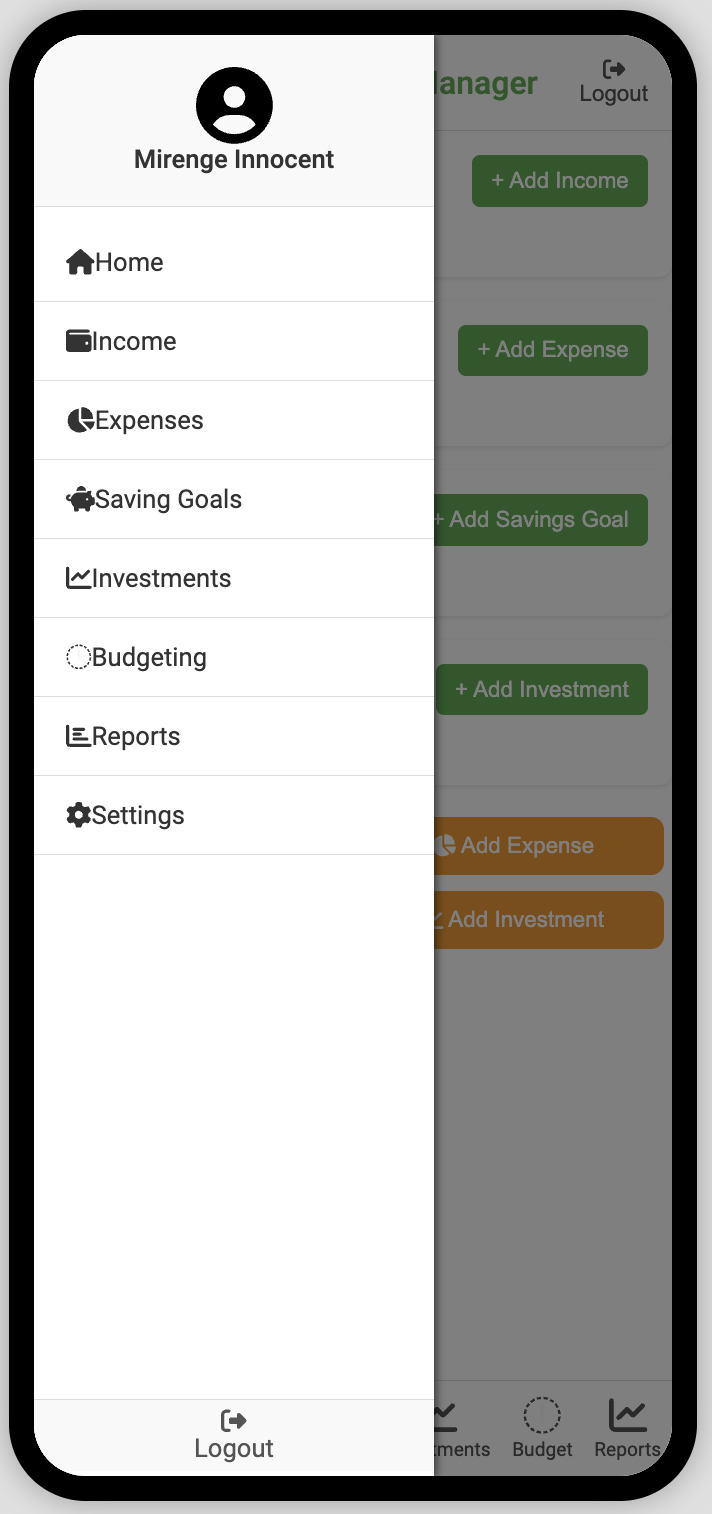 Mirenge Innocent
Home
Income
Expenses
Saving Goals
Investments
Budgeting
Reports
Settings
Logout
anager
Logout
+ Add Income
+ Add Expense
+ Add Savings Goal
+ Add Investment
Add Expense
Add Investment
tments
Budget
Reports